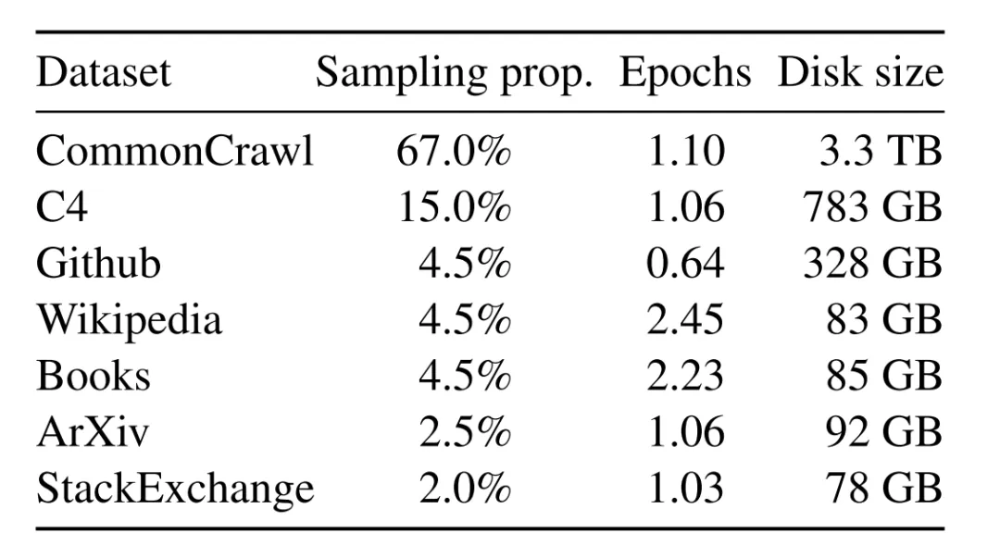 Dataset Sampling prop. Epochs Disk size
CommonCrawl 67.0% 1.10 3.3 TB
C4 15.0% 1.06 783 GB
Github 4.5% 0.64 328 GB
Wikipedia 4.5% 2.45 83 GB
Books 4.5% 2.23 85 GB
ArXiv 2.5% 1.06 92 GB
StackExchange 2.0% 1.03 78 GB